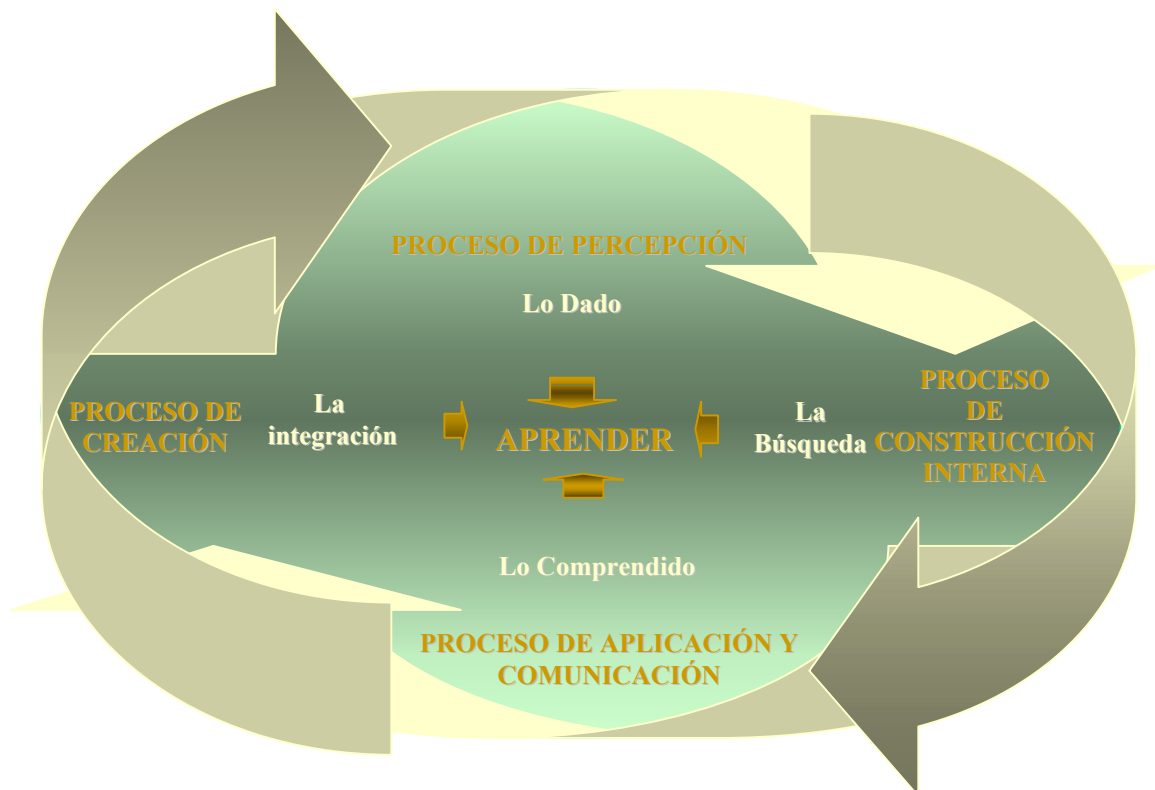 PROCESO DE PERCEPCIÓN
Lo Dado
PROCESO DE
CREACIÓN
La
integración
APRENDER
La
Búsqueda
PROCESO
DE
CONSTRUCCIÓN
INTERNA
Lo Comprendido
PROCESO DE APLICACIÓN Y
COMUNICACIÓN